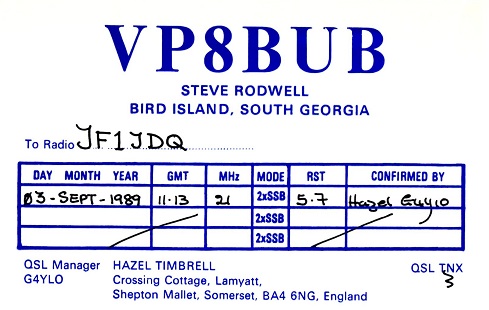 VP8BUB
STEVE RODWELL
BIRD ISLAND, SOUTH GEORGIA
To Radio JF1JDQ
DAY MONTH YEAR GMT MHz MODE RST CONFIRMED BY
03-SEPT-1989 11·13 21 2xSSB 5·7 Hazel G4YLO
2xSSB
2xSSB
QSL Manager HAZEL TIMBRELL QSL TNX
G4YLO Crossing Cottage, Lamyatt,
Shepton Mallet, Somerset, BA4 6NG, England